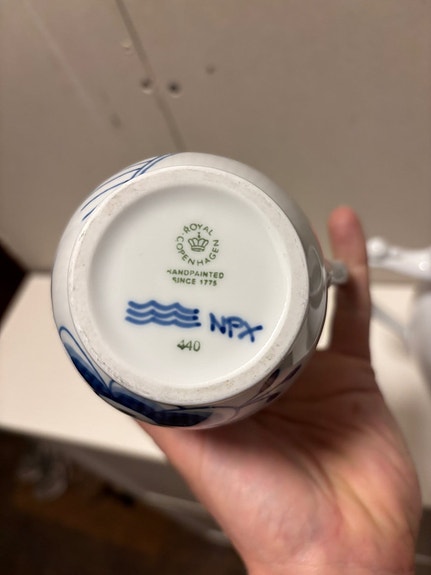 ROYAL
COPENHAGEN
HANDPAINTED
SINCE 1775
NFX
440